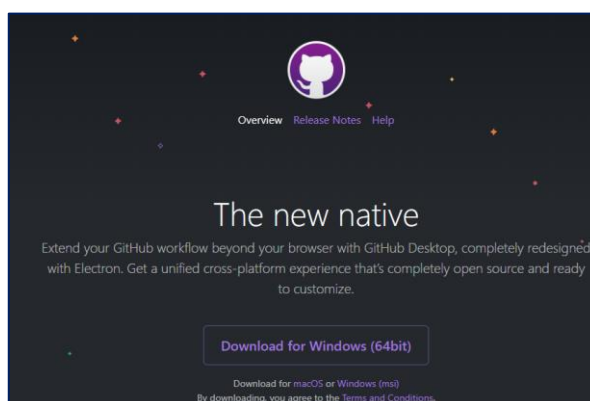 Overview Release Notes Help
The new native
Extend your GitHub workflow beyond your browser with GitHub Desktop, completely redesigned
with Electron. Get a unified cross-platform experience that's completely open source and ready
to customize.
Download for Windows (64bit)
Download for macOS or Windows (msi)
By downloading, you agree to the Terms and Conditions.